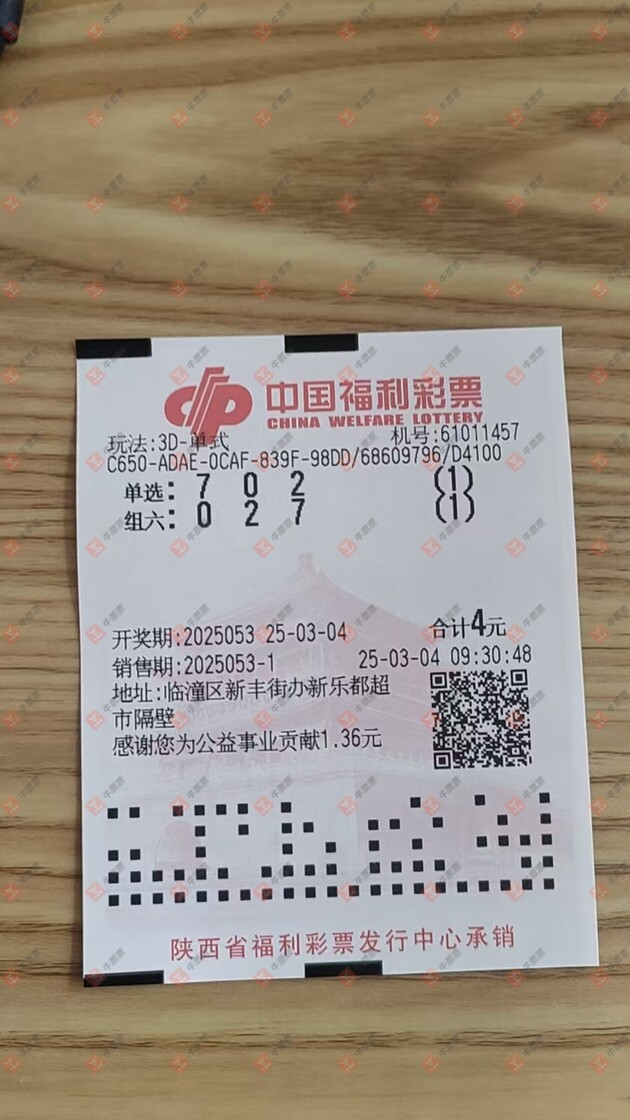 中国福利彩票
CHINA WELFARE LOTTERY
玩法:3D-单式 机号:61011457
C650-ADAE-0CAF-839F-98DD/68609796/D4100
单选: 7 0 2 (1)
组六: 0 2 7 (1)
开奖期:2025053 25-03-04 合计4元
销售期:2025053-1 25-03-04 09:30:48
地址:临潼区新丰街办新乐都超
市隔壁
感谢您为公益事业贡献1.36元
陕西省福利彩票发行中心承销